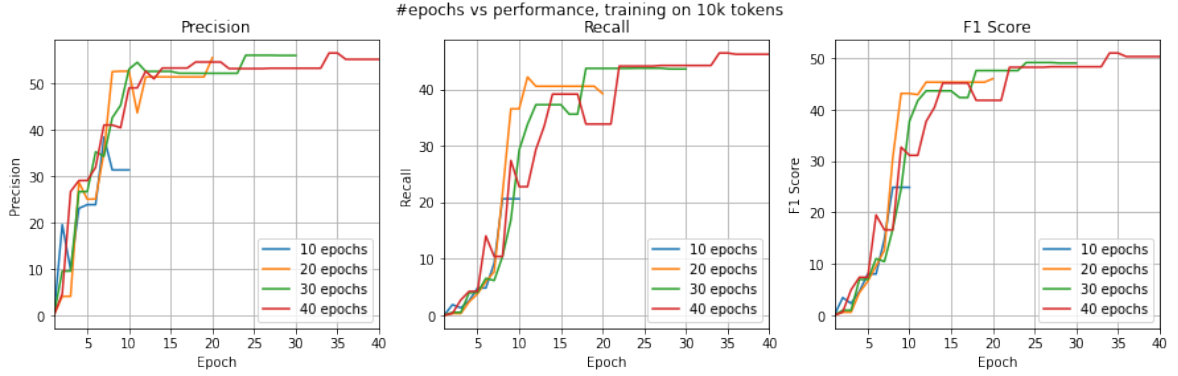 #epochs vs performance, training on 10k tokens
Precision
Precision
50
40
30
20
10
0
5 10 15 20 25 30 35 40
Epoch
10 epochs
20 epochs
30 epochs
40 epochs
Recall
Recall
40
30
20
10
0
5 10 15 20 25 30 35 40
Epoch
10 epochs
20 epochs
30 epochs
40 epochs
F1 Score
F1 Score
50
40
30
20
10
0
5 10 15 20 25 30 35 40
Epoch
10 epochs
20 epochs
30 epochs
40 epochs